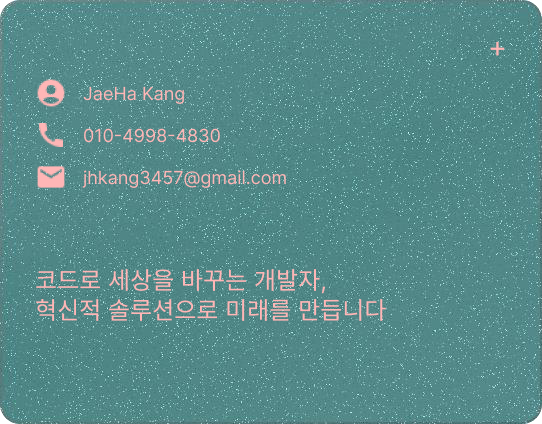 +
JaeHa Kang
010-4998-4830
jhkang3457@gmail.com
코드로 세상을 바꾸는 개발자,
혁신적 솔루션으로 미래를 만듭니다